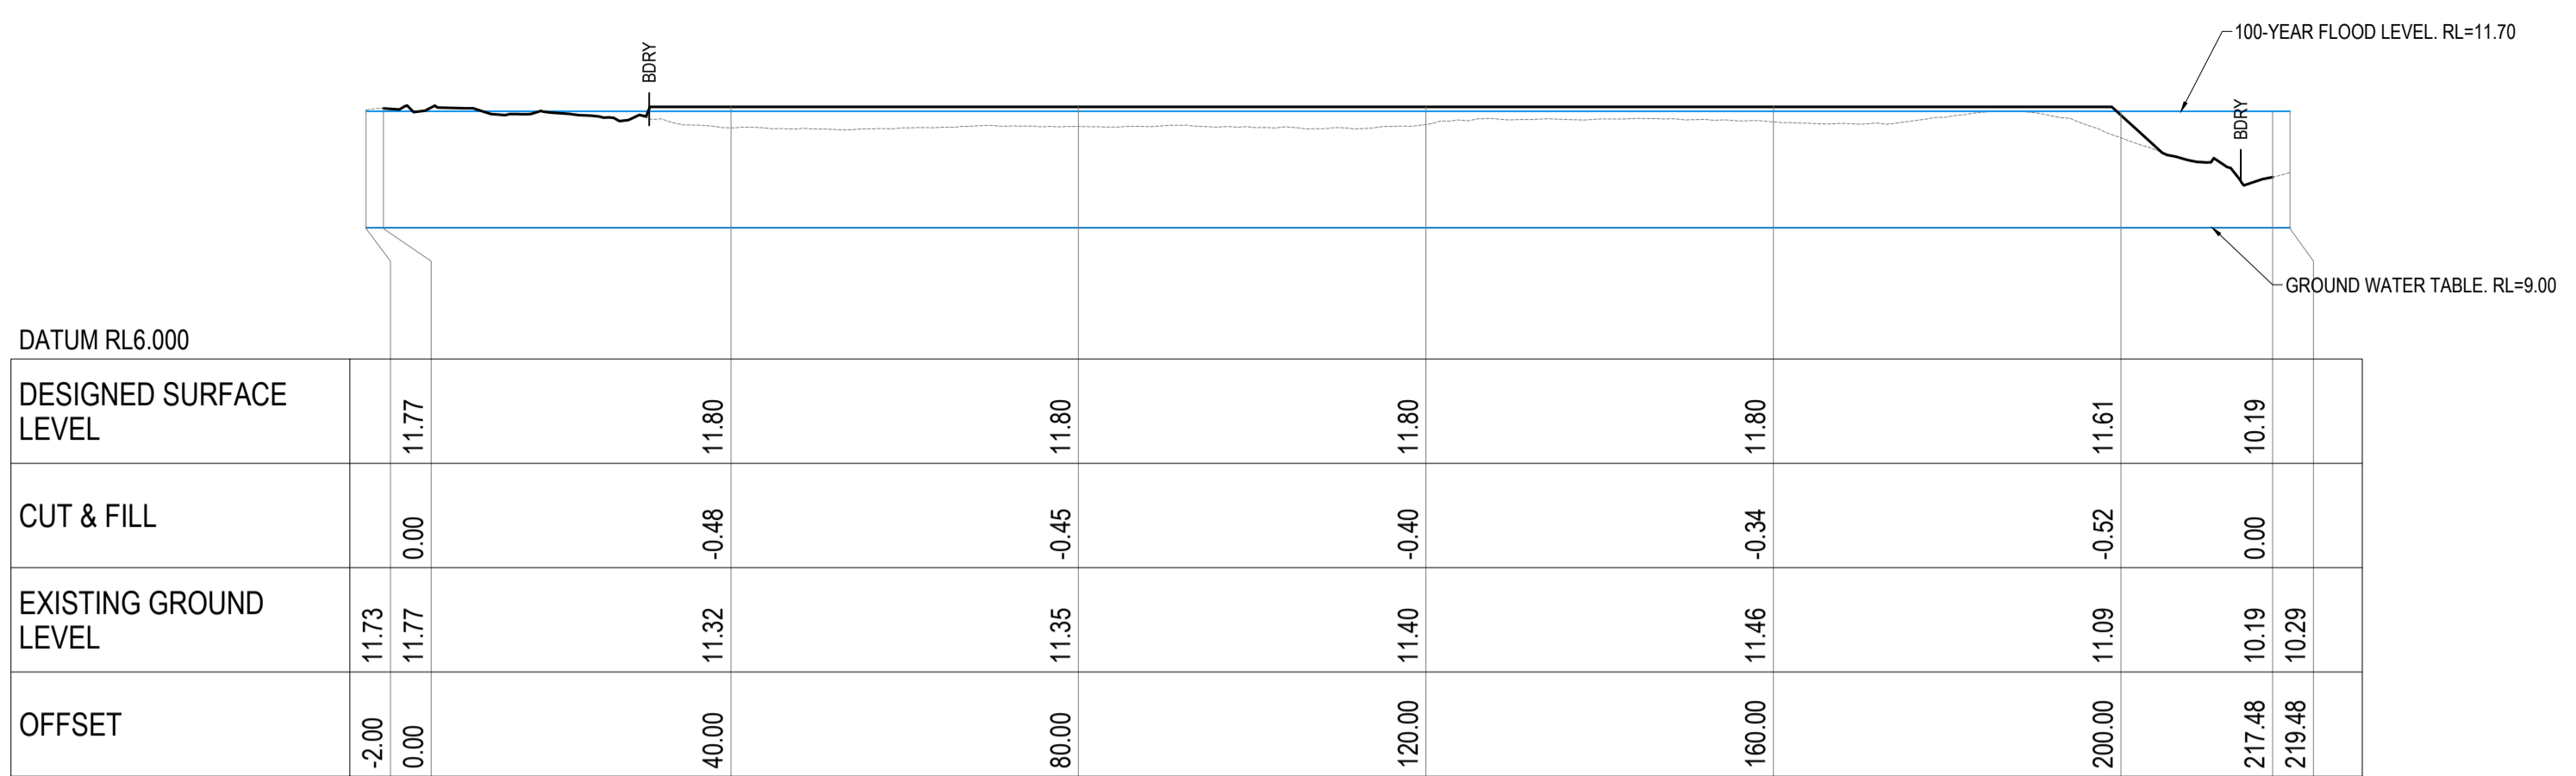 100-YEAR FLOOD LEVEL. RL=11.70
BDRY
BDRY
GROUND WATER TABLE. RL=9.00
DATUM RL6.000
DESIGNED SURFACE
LEVEL
11.77
11.80
11.80
11.80
11.80
11.61
10.19
CUT & FILL
0.00
-0.48
-0.45
-0.40
-0.34
-0.52
0.00
EXISTING GROUND
LEVEL
11.73
11.77
11.32
11.35
11.40
11.46
11.09
10.19
10.29
OFFSET
-2.00
0.00
40.00
80.00
120.00
160.00
200.00
217.48
219.48